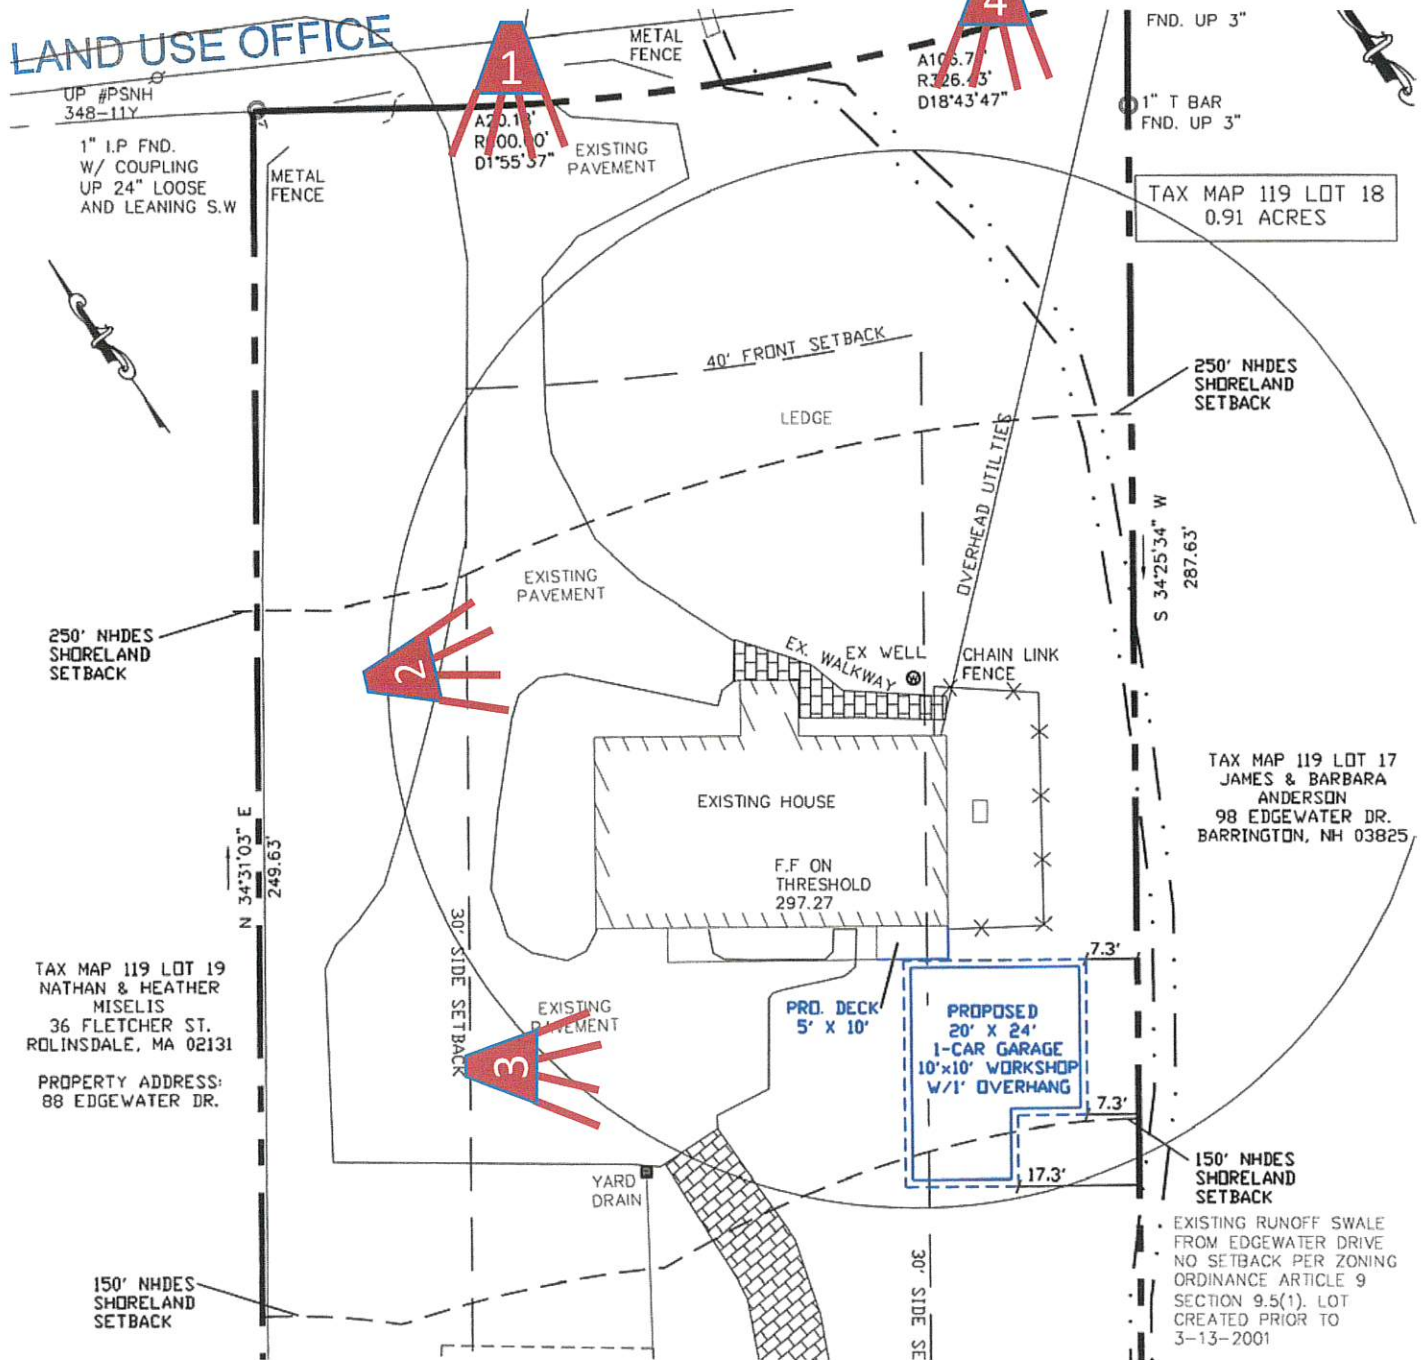 LAND USE OFFICE
UP #PSNH
348-11Y
1" I.P FND.
W/ COUPLING
UP 24" LOOSE
AND LEANING S.W
METAL
FENCE
1
EXISTING
PAVEMENT
METAL
FENCE
4
D1°55'37"
D18°43'47"
FND. UP 3"
1" T BAR
FND. UP 3"
TAX MAP 119 LOT 18
0.91 ACRES
40' FRONT SETBACK
LEDGE
250' NHDES
SHORELAND
SETBACK
OVERHEAD UTILTIES
S 34°25'34" W
287.63'
EXISTING
PAVEMENT
250' NHDES
SHORELAND
SETBACK
2
EX. WALKWAY
EX WELL
CHAIN LINK
FENCE
EXISTING HOUSE
F.F ON
THRESHOLD
297.27
TAX MAP 119 LOT 17
JAMES & BARBARA
ANDERSON
98 EDGEWATER DR.
BARRINGTON, NH 03825
N 34°31'03" E
249.63'
30' SIDE SETBACK
TAX MAP 119 LOT 19
NATHAN & HEATHER
MISELIS
36 FLETCHER ST.
ROLINSDALE, MA 02131
PROPERTY ADDRESS:
88 EDGEWATER DR.
EXISTING
PAVEMENT
3
PRO. DECK
5' X 10'
PROPOSED
20' X 24'
1-CAR GARAGE
10'x10' WORKSHOP
W/1' OVERHANG
7.3'
7.3'
17.3'
YARD
DRAIN
150' NHDES
SHORELAND
SETBACK
150' NHDES
SHORELAND
SETBACK
30' SIDE SE
EXISTING RUNOFF SWALE
FROM EDGEWATER DRIVE
NO SETBACK PER ZONING
ORDINANCE ARTICLE 9
SECTION 9.5(1). LOT
CREATED PRIOR TO
3-13-2001